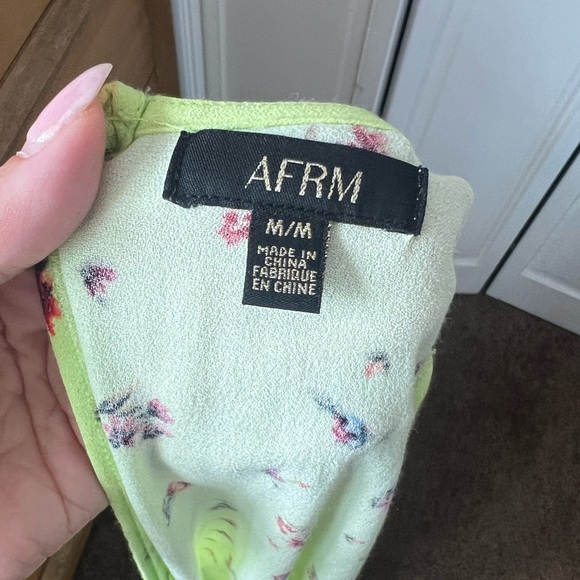 AFRM
M/M
MADE IN
CHINA
FABRIQUE
EN CHINE